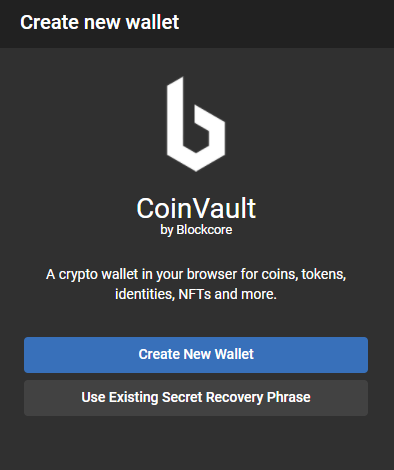 Create new wallet
CoinVault
by Blockcore
A crypto wallet in your browser for coins, tokens,
identities, NFTs and more.
Create New Wallet
Use Existing Secret Recovery Phrase